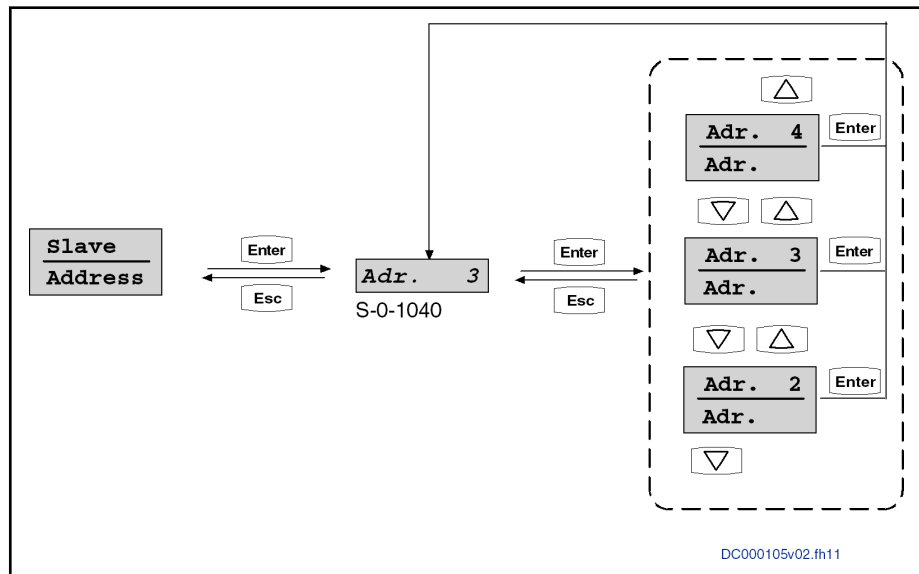 Adr. 4
Enter
Adr.
Slave
Address
Enter
Esc
Adr. 3
S-0-1040
Enter
Esc
Adr. 3
Enter
Adr.
Adr. 2
Enter
Adr.
DC000105v02.fh11